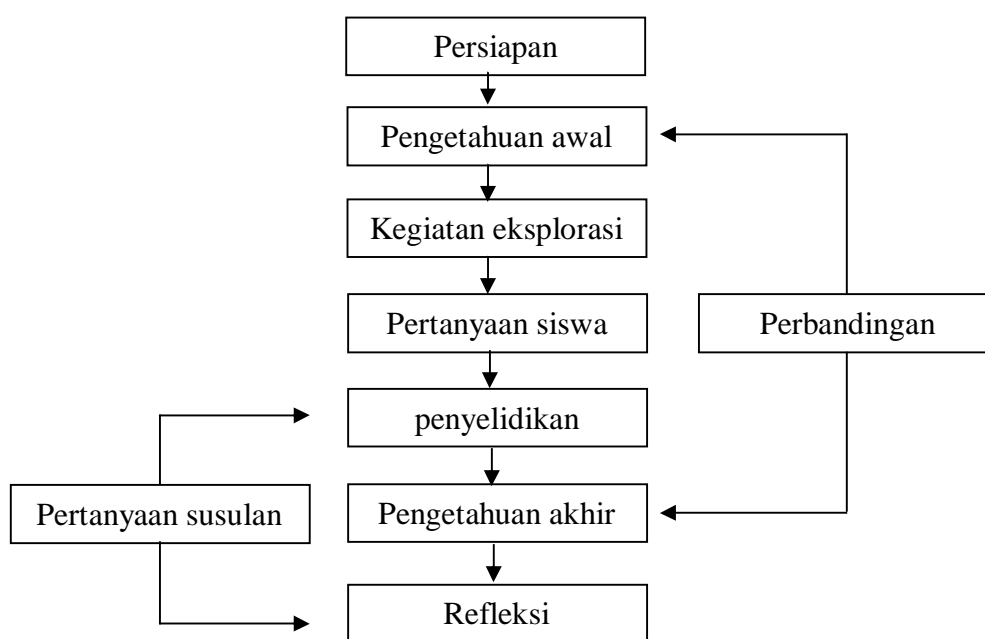 Persiapan
Pengetahuan awal
Kegiatan eksplorasi
Pertanyaan siswa
Perbandingan
penyelidikan
Pertanyaan susulan
Pengetahuan akhir
Refleksi